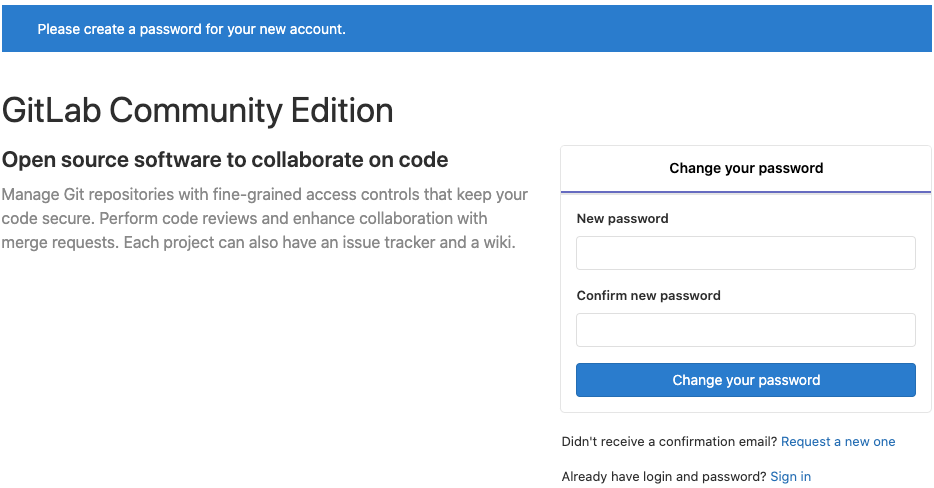 Please create a password for your new account.
GitLab Community Edition
Open source software to collaborate on code
Manage Git repositories with fine-grained access controls that keep your
code secure. Perform code reviews and enhance collaboration with
merge requests. Each project can also have an issue tracker and a wiki.
Change your password
New password
Confirm new password
Change your password
Didn't receive a confirmation email? Request a new one
Already have login and password? Sign in